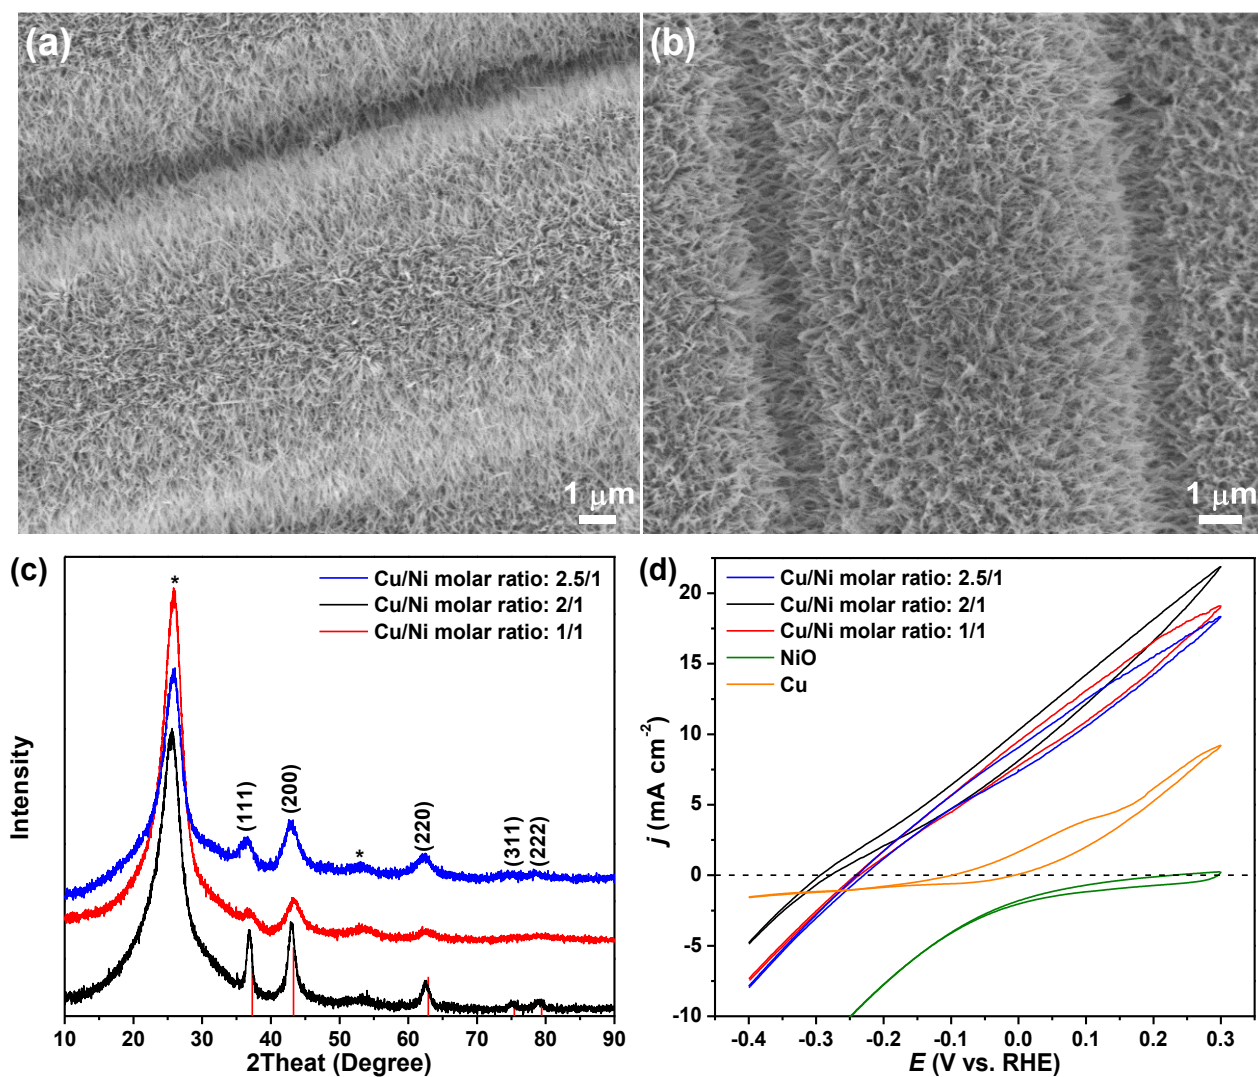 (a)
1 μm
(b)
1 μm
(c)
*
Cu/Ni molar ratio: 2.5/1
Cu/Ni molar ratio: 2/1
Cu/Ni molar ratio: 1/1
(111)
(200)
*
(220)
(311)
(222)
Intensity
10 20 30 40 50 60 70 80 90
2Theat (Degree)
(d)
Cu/Ni molar ratio: 2.5/1
Cu/Ni molar ratio: 2/1
Cu/Ni molar ratio: 1/1
NiO
Cu
j (mA cm⁻²)
20
15
10
5
0
-5
-10
-0.4 -0.3 -0.2 -0.1 0.0 0.1 0.2 0.3
E (V vs. RHE)